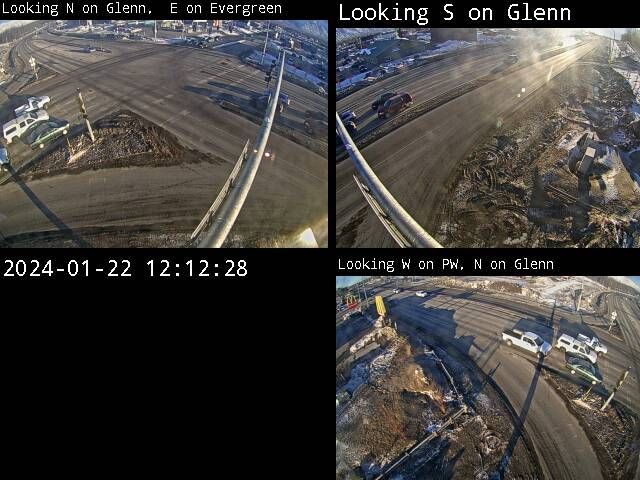 Looking N on Glenn,  E on Evergreen
Looking S on Glenn
2024-01-22 12:12:28
Looking W on PW, N on Glenn